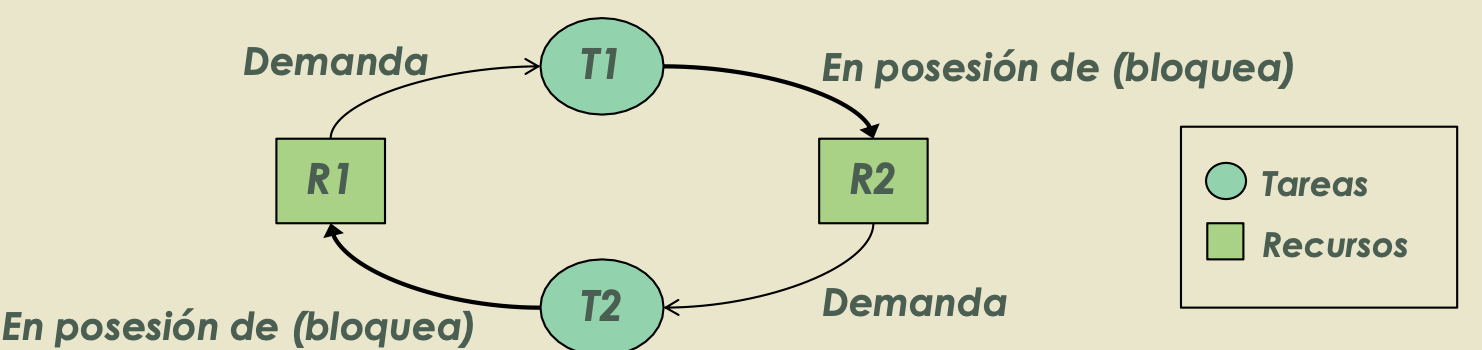 Demanda
T1
En posesión de (bloquea)
R1
R2
Tareas
Recursos
En posesión de (bloquea)
T2
Demanda